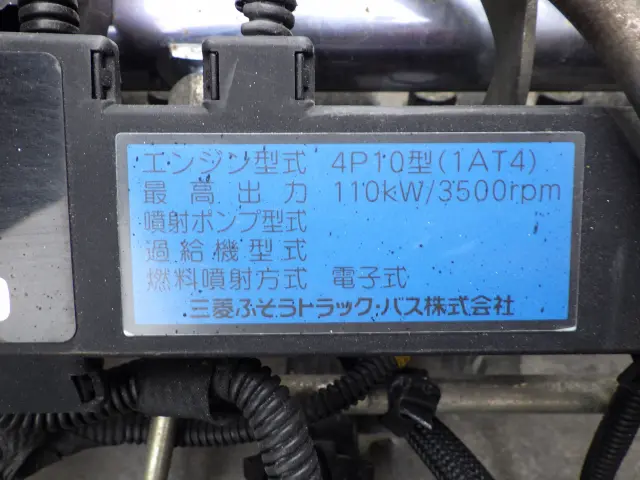 エンジン型式 4P10型(1AT4)
最高出力 110kW/3500rpm
噴射ポンプ型式
過給機型式
燃料噴射方式 電子式
三菱ふそうトラック・バス株式会社